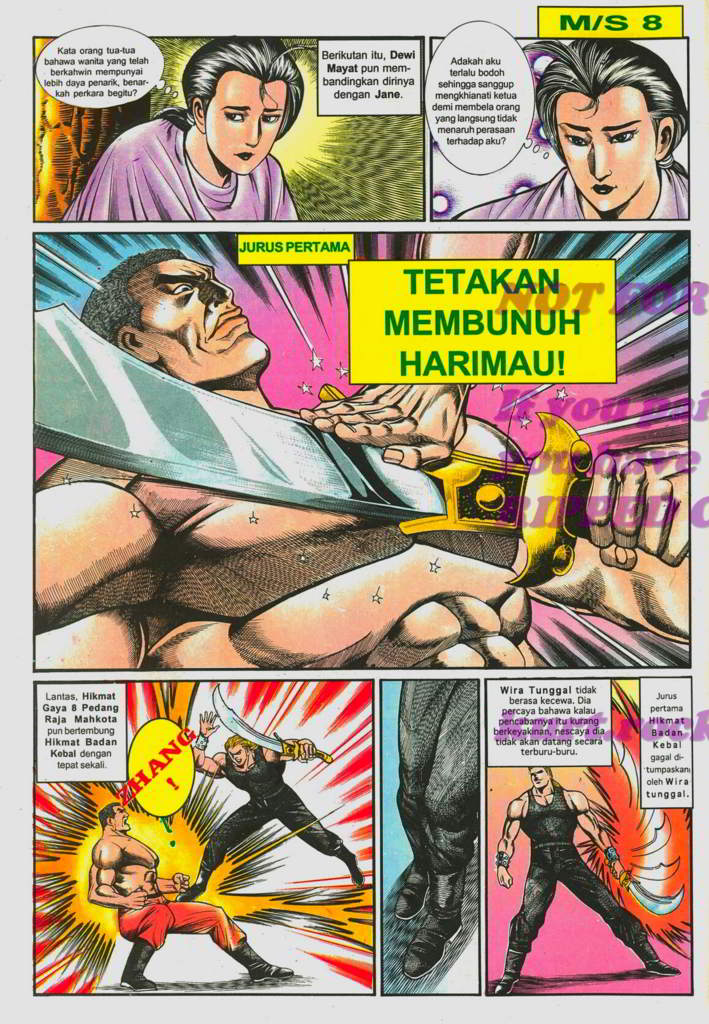 M/S 8
Kata orang tua-tua
bahawa wanita yang telah
berkahwin mempunyai
lebih daya penarik, benar-
kah perkara begitu?
Berikutan itu, Dewi
Mayat pun mem-
bandingkan dirinya
dengan Jane.
Adakah aku
terlalu bodoh
sehingga sanggup
mengkhianati ketua
demi membela orang
yang langsung tidak
menaruh perasaan
terhadap aku?
JURUS PERTAMA
TETAKAN
MEMBUNUH
HARIMAU!
NOT FOR
If you pai
you have
RIPPED O
Lantas, Hikmat
Gaya 8 Pedang
Raja Mahkota
pun bertembung
Hikmat Badan
Kebal dengan
tepat sekali.
ZHANG
!
Wira Tunggal tidak
berasa kecewa. Dia
percaya bahawa kalau
pencabarnya itu kurang
berkeyakinan, nescaya dia
tidak akan datang secara
terburu-buru.
Jurus
pertama
Hikmat
Badan
Kebal
gagal di-
tumpaskan
oleh Wira
tunggal.